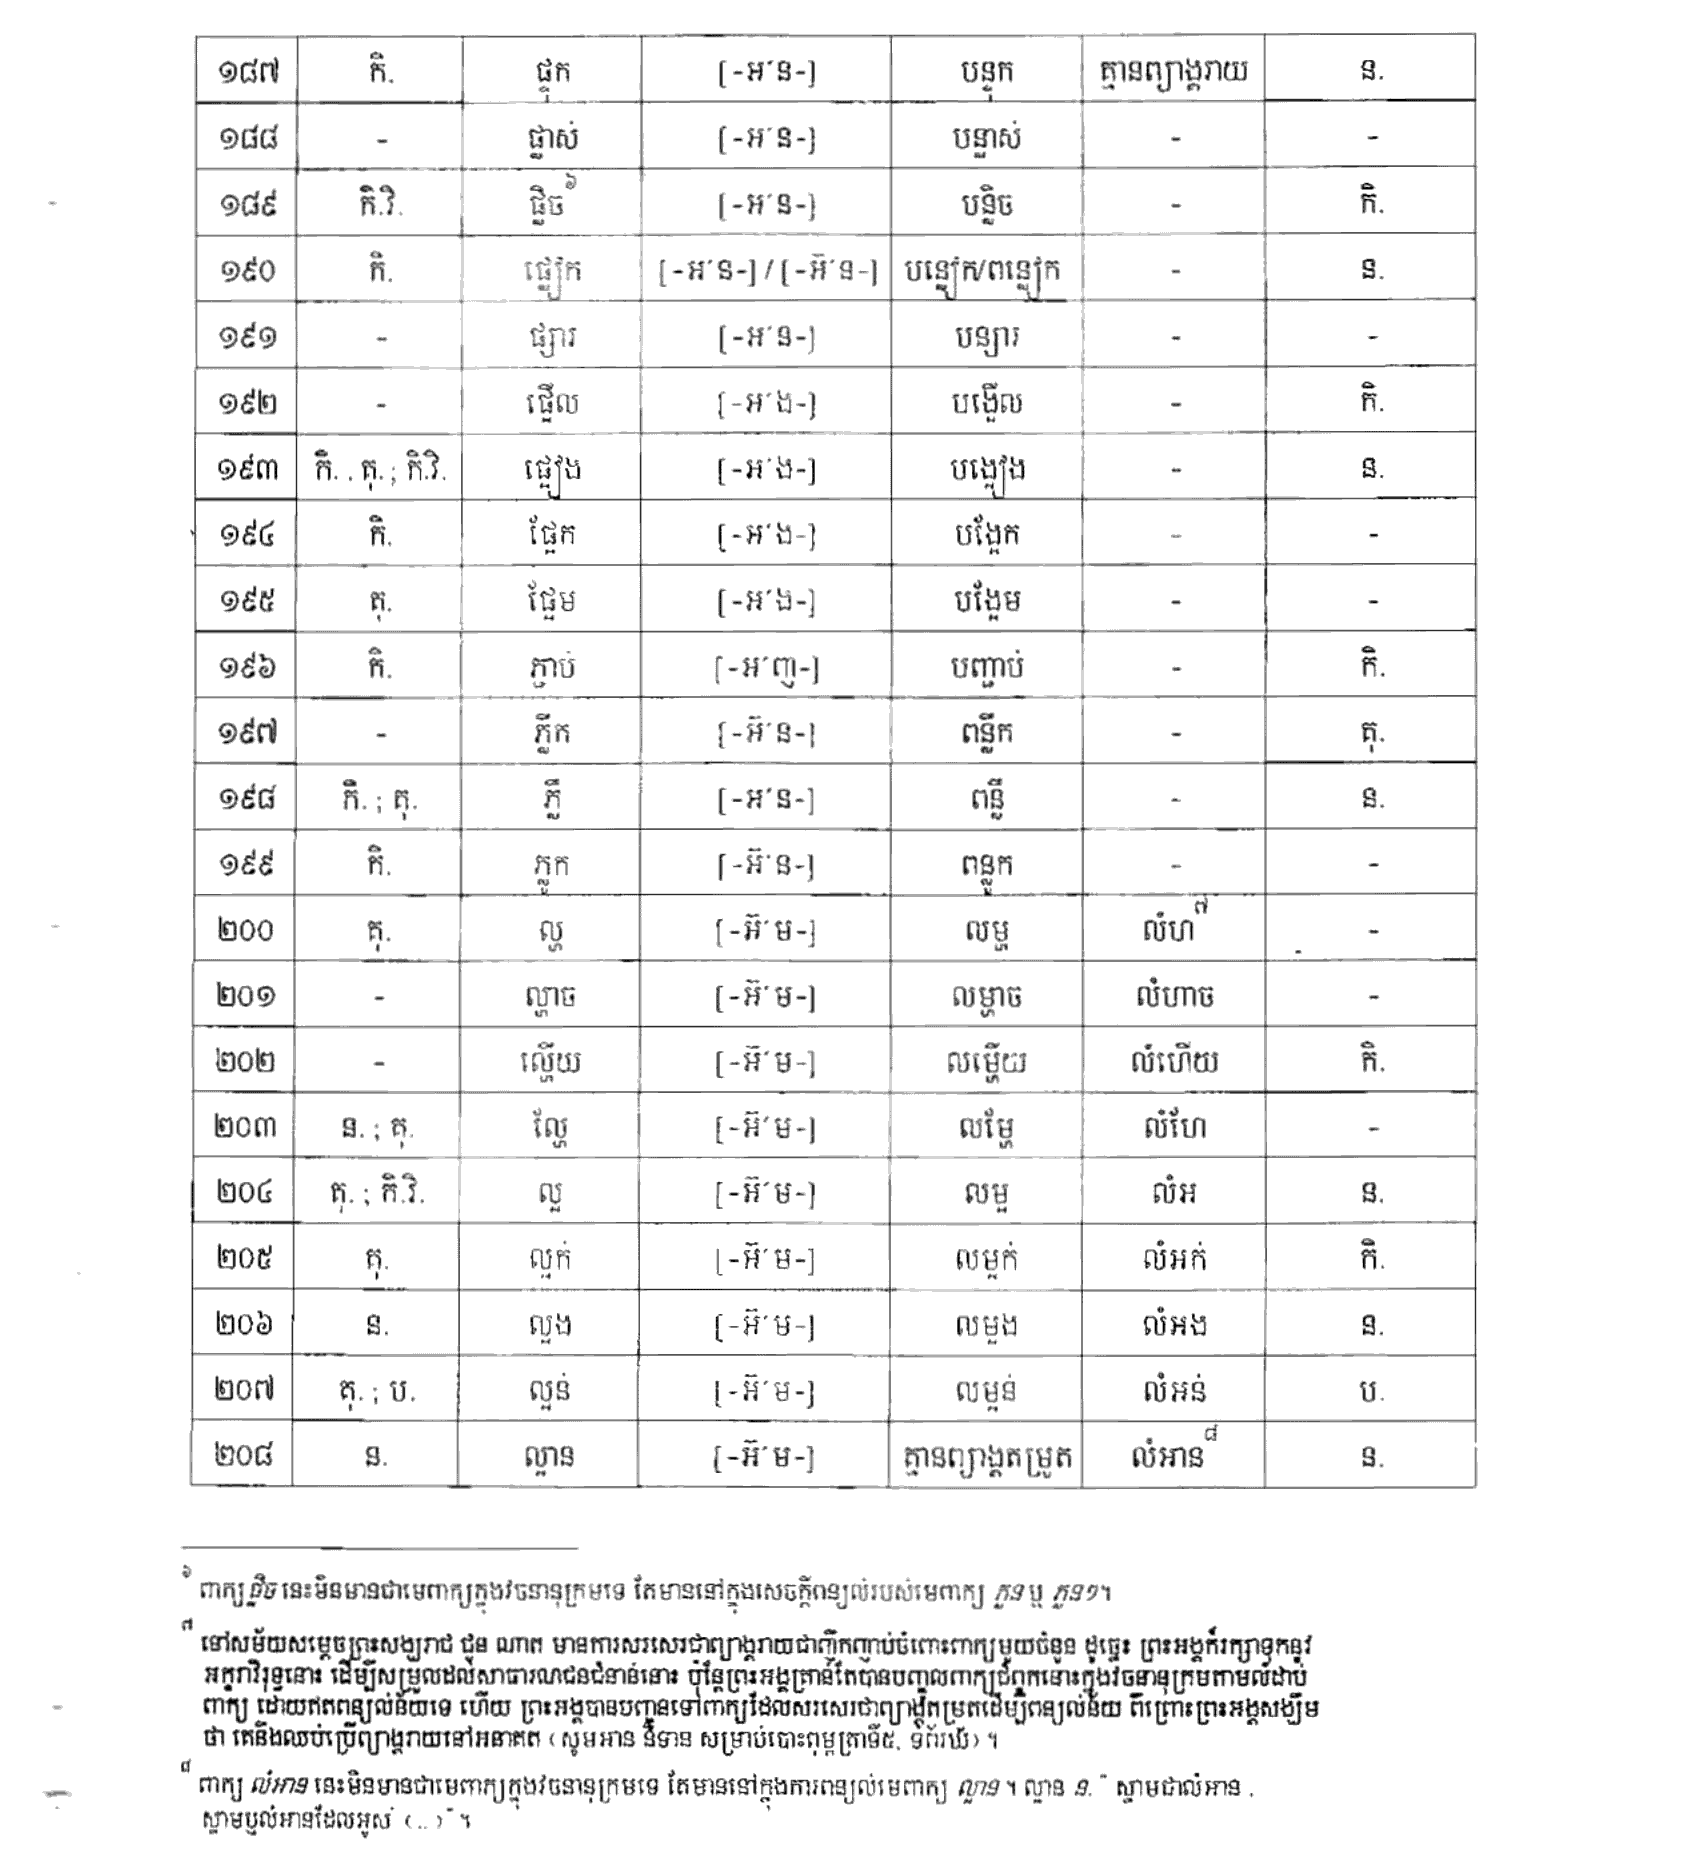 ១៨៧ កិ. ផ្ទុក [-អ៌ន-] បន្ទុក គ្មានព្យាង្គរាយ ន.
១៨៨ - ផ្លាស់ [-អ៌ន-] បន្លាស់ - -
១៨៩ កិ.វិ. ផ្លិច៦ [-អ៌ន-] បន្លិច - កិ.
១៩០ កិ. ផ្លៀក [-អ៌ន-] / [-អ៊៌ន-] បន្លៀក/ពន្លៀក - ន.
១៩១ - ផ្សារ [-អ៌ន-] បន្សារ - -
១៩២ - ផ្អើល [-អ៌ង-] បង្អើល - កិ.
១៩៣ កិ. , គុ. ; កិ.វិ. ផ្អៀង [-អ៌ង-] បង្អៀង - ន.
១៩៤ កិ. ផ្អែក [-អ៌ង-] បង្អែក - -
១៩៥ គុ. ផ្អែម [-អ៌ង-] បង្អែម - -
១៩៦ កិ. ភ្ជាប់ [-អ៌ញ-] បញ្ជាប់ - កិ.
១៩៧ - ភ្លឹក [-អ៊៌ន-] ពន្លឹក - គុ.
១៩៨ កិ. ; គុ. ភ្លឺ [-អ៌ន-] ពន្លឺ - ន.
១៩៩ កិ. ភ្លូក [-អ៊៌ន-] ពន្លូក - -
២០០ គុ. ល្ហ [-អ៊៌ម-] លម្ហ លំហ៧ -
២០១ - ល្ហាច [-អ៊៌ម-] លម្ហាច លំហាច -
២០២ - ល្ហើយ [-អ៊៌ម-] លម្ហើយ លំហើយ កិ.
២០៣ ន. ; គុ. ល្ហែ [-អ៊៌ម-] លម្ហែ លំហែ -
២០៤ គុ. ; កិ.វិ. ល្អ [-អ៊៌ម-] លម្អ លំអ ន.
២០៥ គុ. ល្អក់ [-អ៊៌ម-] លម្អក់ លំអក់ កិ.
២០៦ ន. ល្អង [-អ៊៌ម-] លម្អង លំអង ន.
២០៧ គុ. ; ប. ល្អន់ [-អ៊៌ម-] លម្អន់ លំអន់ ប.
២០៨ ន. ល្អាន [-អ៊៌ម-] គ្មានព្យាង្គតម្រួត លំអាន៨ ន.
៦ ពាក្យ ផ្លិច នេះមិនមានជាមេពាក្យក្នុងវចនានុក្រមទេ តែមាននៅក្នុងសេចក្ដីពន្យល់របស់មេពាក្យ ភួន ឬ ភួន១។
៧ នៅសម័យសម្ដេចព្រះសង្ឃរាជ ជួន ណាត មានការសរសេរជាព្យាង្គរាយជាញឹកញាប់ចំពោះពាក្យមួយចំនួន ដូច្នេះ ព្រះអង្គក៏រក្សាទុកនូវ
អក្ខរាវិរុទ្ធនោះ ដើម្បីសម្រួលដល់សាធារណជនជំនាន់នោះ ប៉ុន្តែព្រះអង្គគ្រាន់តែបានបញ្ចូលពាក្យជំពូកនោះក្នុងវចនានុក្រមតាមលំដាប់
ពាក្យ ដោយឥតពន្យល់ន័យទេ ហើយ ព្រះអង្គបានបញ្ជូនទៅពាក្យដែលសរសេរជាព្យាង្គតម្រួតដើម្បីពន្យល់ន័យ ពីព្រោះព្រះអង្គសង្ឃឹម
ថា គេនឹងឈប់ប្រើព្យាង្គរាយនៅអនាគត (សូមអាន និទាន សម្រាប់បោះពុម្ពគ្រាទី៥, ទំព័រឃ) ។
៨ ពាក្យ លំអាន នេះមិនមានជាមេពាក្យក្នុងវចនានុក្រមទេ តែមាននៅក្នុងការពន្យល់មេពាក្យ ល្អាន ។ ល្អាន ន. " ស្នាមជាលំអាន ,
ស្នាមឬលំអានដែលអូស (...) " ។